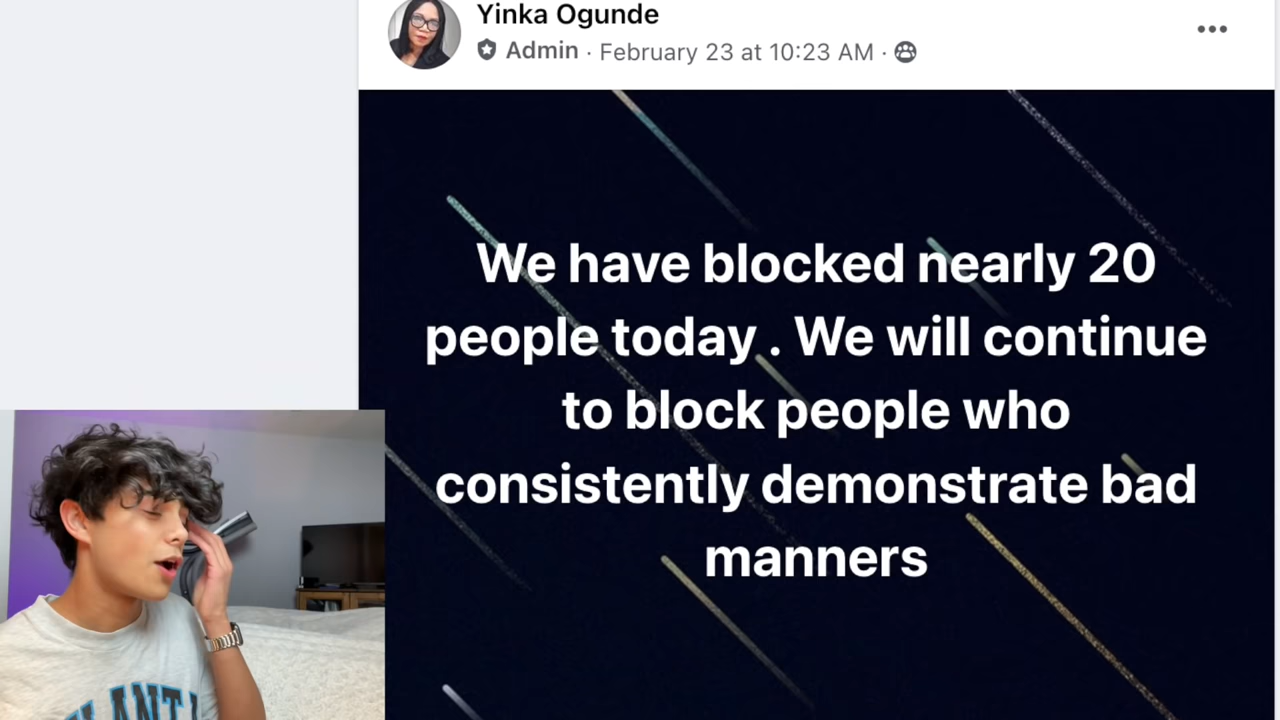 Yinka Ogunde
Admin · February 23 at 10:23 AM ·
We have blocked nearly 20
people today . We will continue
to block people who
consistently demonstrate bad
manners